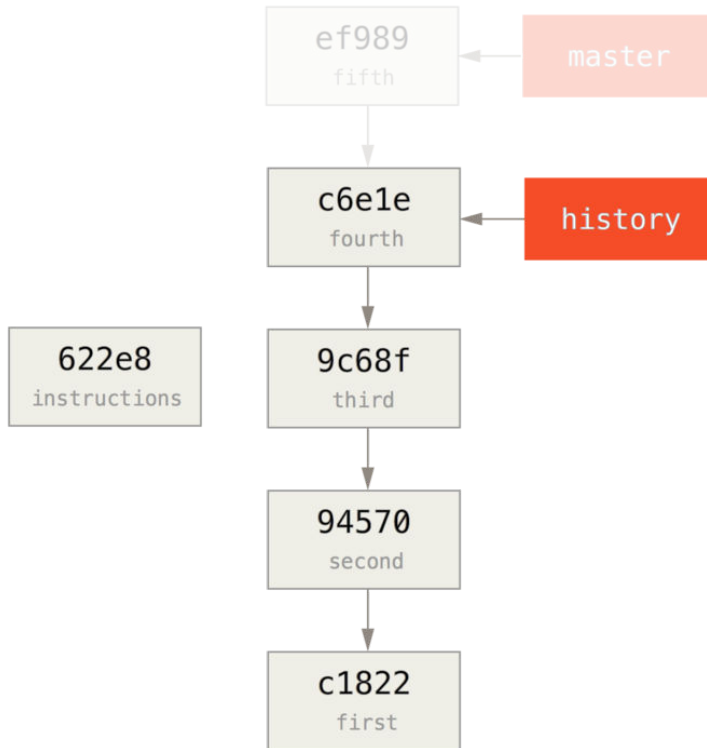 ef989
master
fifth
c6e1e
history
fourth
622e8
9c68f
instructions
third
94570
second
c1822
first